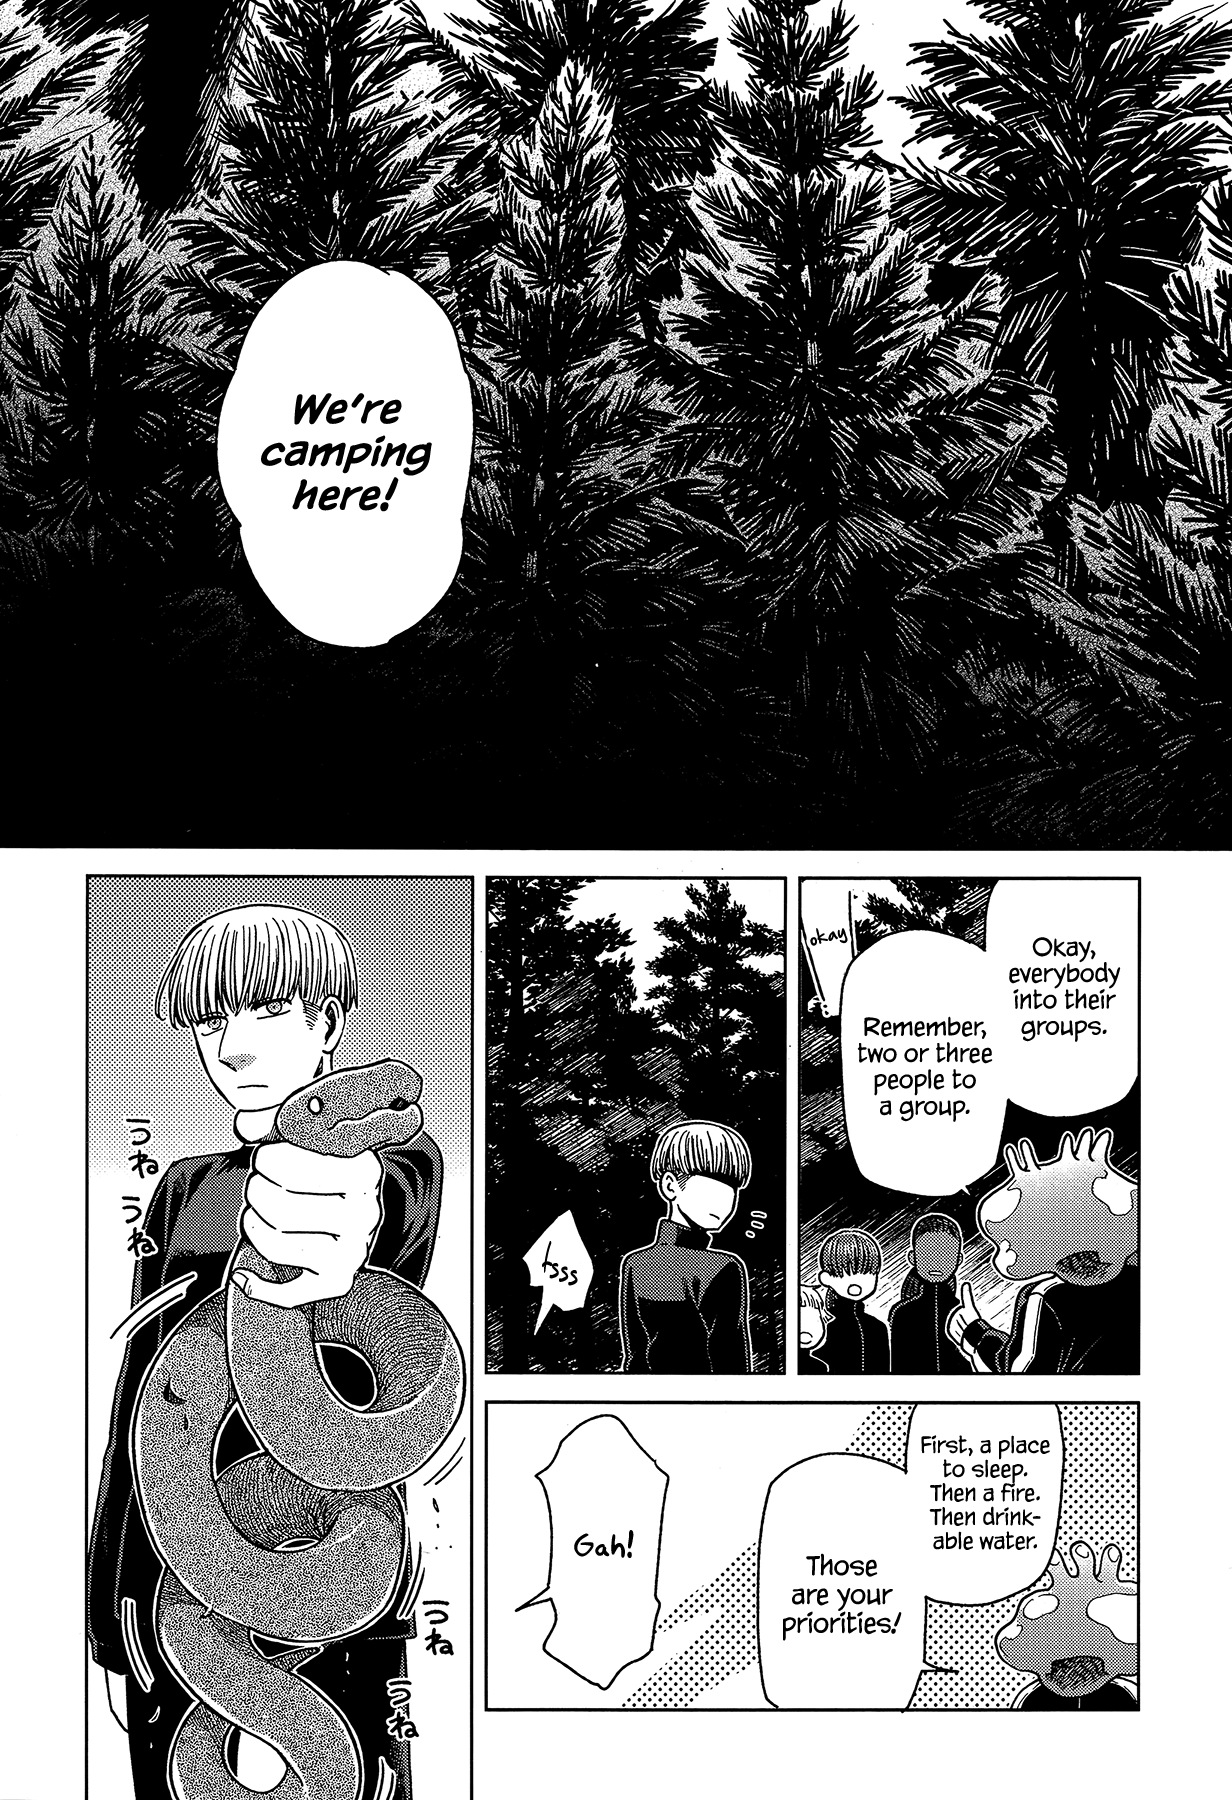 We're
camping
here!
Okay,
everybody
into their
groups.
Remember,
two or three
people to
a group.
okay
tsss
First, a place
to sleep.
Then a fire.
Then drink-
able water.
Those
are your
priorities!
Gah!
うね
うね
うね
うね